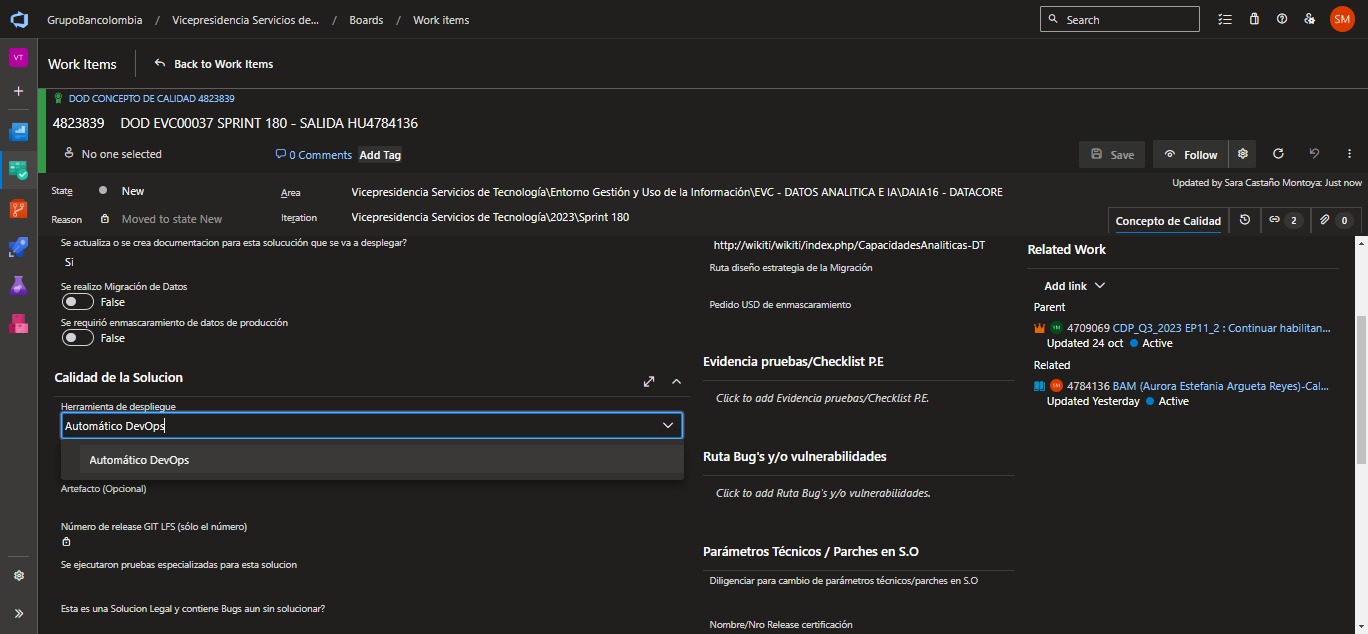 GrupoBancolombia / Vicepresidencia Servicios de... / Boards / Work items
Search
SM
VT
Work Items
Back to Work Items
DOD CONCEPTO DE CALIDAD 4823839
4823839 DOD EVC00037 SPRINT 180 - SALIDA HU4784136
No one selected
0 Comments
Add Tag
Save
Follow
State
New
Area
Vicepresidencia Servicios de Tecnología\Entorno Gestión y Uso de la Información\EVC - DATOS ANALITICA E IA\DAIA16 - DATACORE
Updated by Sara Castaño Montoya: Just now
Reason
Moved to state New
Iteration
Vicepresidencia Servicios de Tecnología\2023\Sprint 180
Concepto de Calidad
2
0
Se actualiza o se crea documentacion para esta solucución que se va a desplegar?
Si
Se realizo Migración de Datos
False
Se requirió enmascaramiento de datos de producción
False
Calidad de la Solucion
Herramienta de despliegue
Automático DevOps
Automático DevOps
Artefacto (Opcional)
Número de release GIT LFS (sólo el número)
Se ejecutaron pruebas especializadas para esta solucion
Esta es una Solucion Legal y contiene Bugs aun sin solucionar?
http://wikiti/wikiti/index.php/CapacidadesAnaliticas-DT
Ruta diseño estrategia de la Migración
Pedido USD de enmascaramiento
Evidencia pruebas/Checklist P.E
Click to add Evidencia pruebas/Checklist P.E.
Ruta Bug's y/o vulnerabilidades
Click to add Ruta Bug's y/o vulnerabilidades.
Parámetros Técnicos / Parches en S.O
Diligenciar para cambio de parámetros técnicos/parches en S.O
Nombre/Nro Release certificación
Related Work
Add link
Parent
YM 4709069 CDP_Q3_2023 EP11_2 : Continuar habilitan...
Updated 24 oct Active
Related
SM 4784136 BAM (Aurora Estefania Argueta Reyes)-Cal...
Updated Yesterday Active